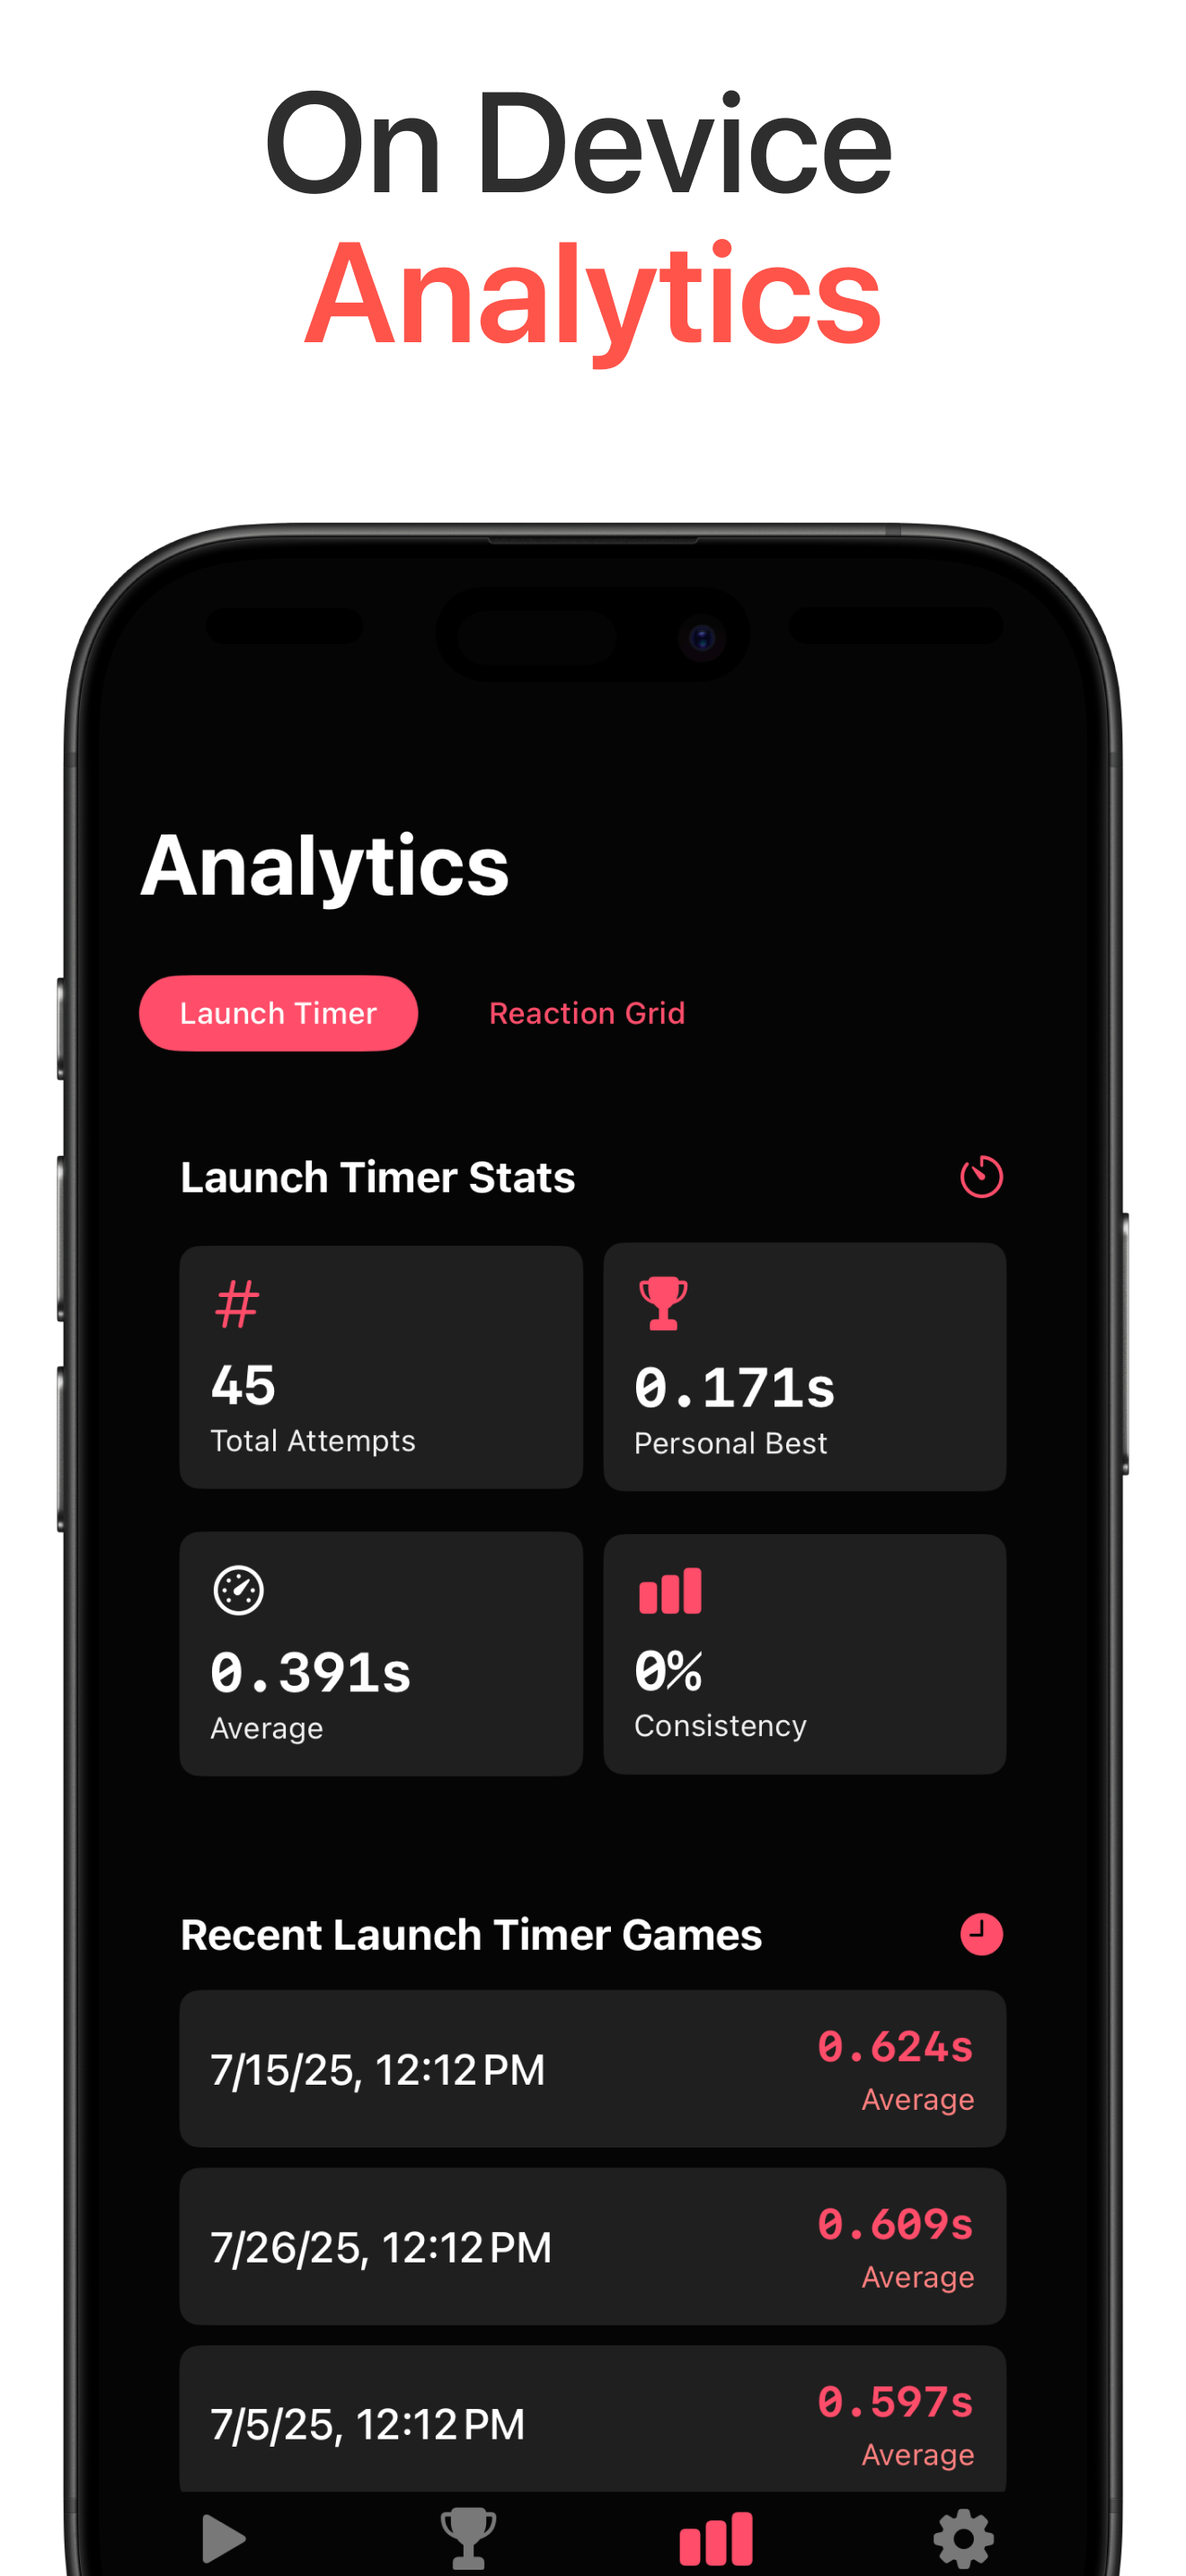 On Device
Analytics
Analytics
Launch Timer
Reaction Grid
Launch Timer Stats
45
Total Attempts
0.171s
Personal Best
0.391s
Average
0%
Consistency
Recent Launch Timer Games
7/15/25, 12:12 PM
0.624s
Average
7/26/25, 12:12 PM
0.609s
Average
7/5/25, 12:12 PM
0.597s
Average